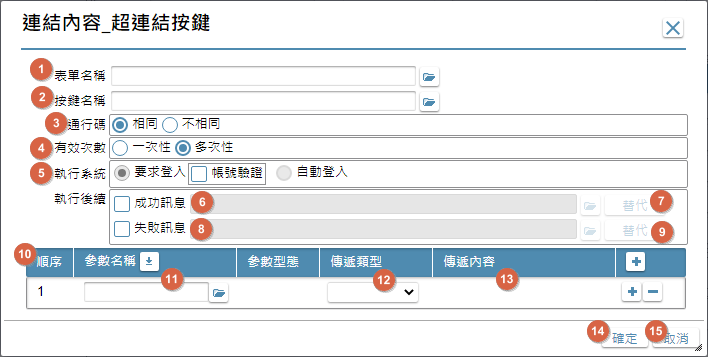 連結內容_超連結按鍵
1 表單名稱
2 按鍵名稱
3 通行碼 相同 不相同
4 有效次數 一次性 多次性
5 執行系統 要求登入 帳號驗證 自動登入
執行後續 成功訊息 6 替代 7
失敗訊息 8 替代 9
10 順序 參數名稱 參數型態 傳遞類型 傳遞內容
1 11 12 13
14 確定 15 取消